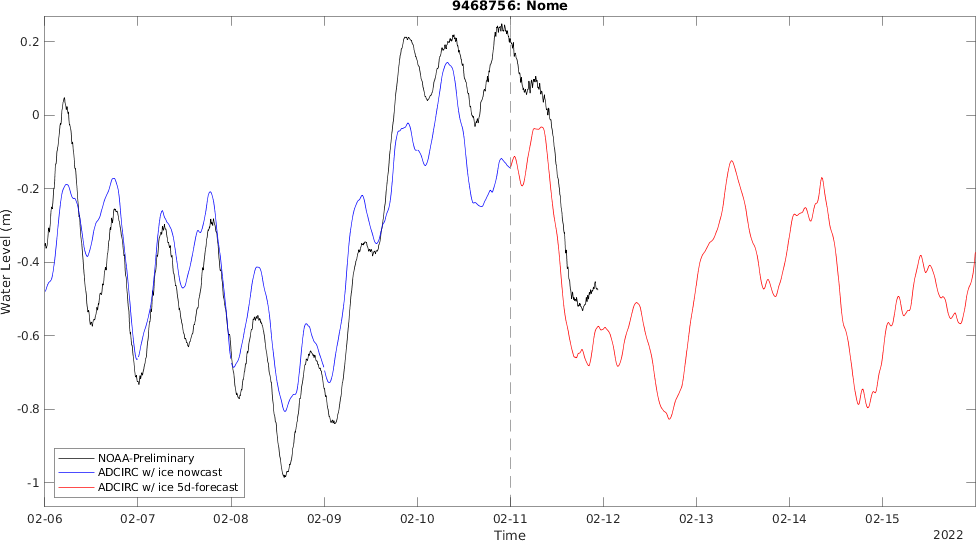 9468756: Nome
0.2
0
-0.2
-0.4
-0.6
-0.8
-1
Water Level (m)
NOAA-Preliminary
ADCIRC w/ ice nowcast
ADCIRC w/ ice 5d-forecast
02-06 02-07 02-08 02-09 02-10 02-11 02-12 02-13 02-14 02-15
Time
2022